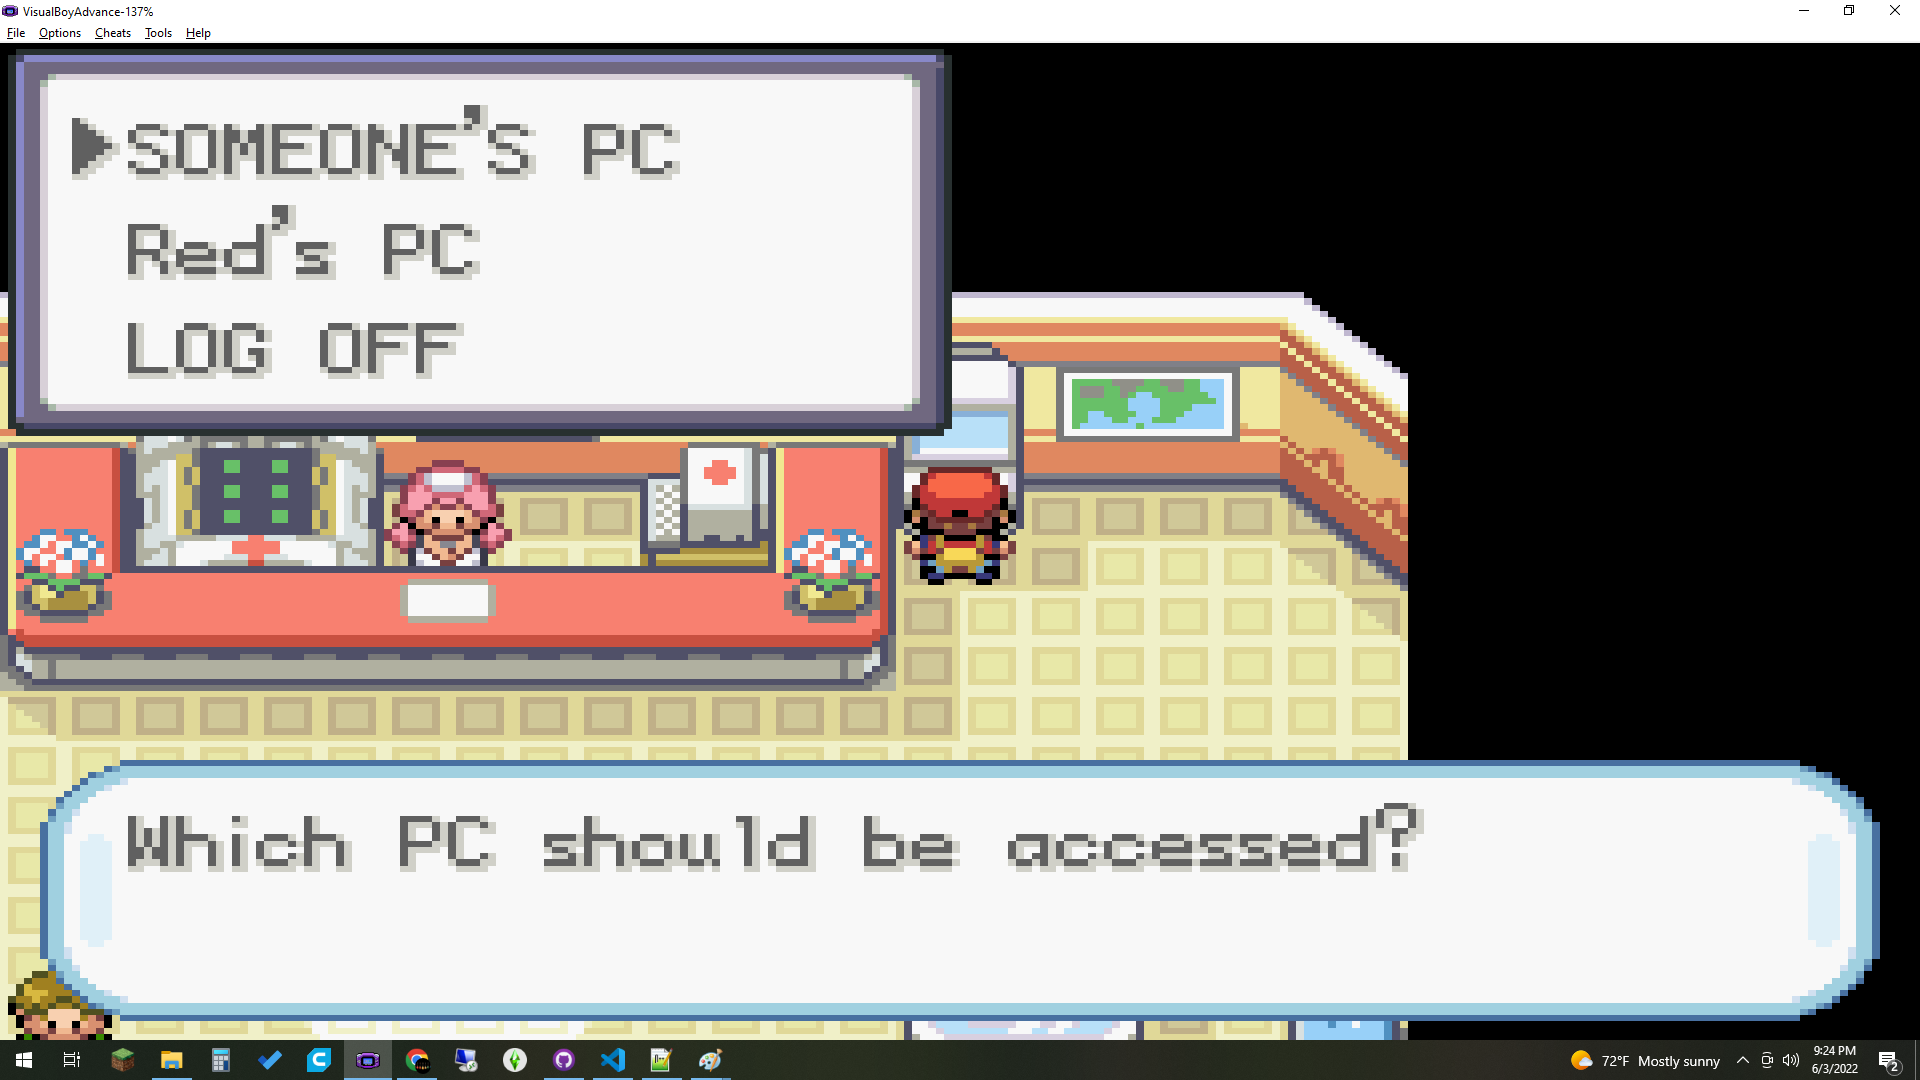 VisualBoyAdvance-137%
File Options Cheats Tools Help
SOMEONE'S PC
Red's PC
LOG OFF
Which PC should be accessed?
72°F Mostly sunny
9:24 PM
6/3/2022
2